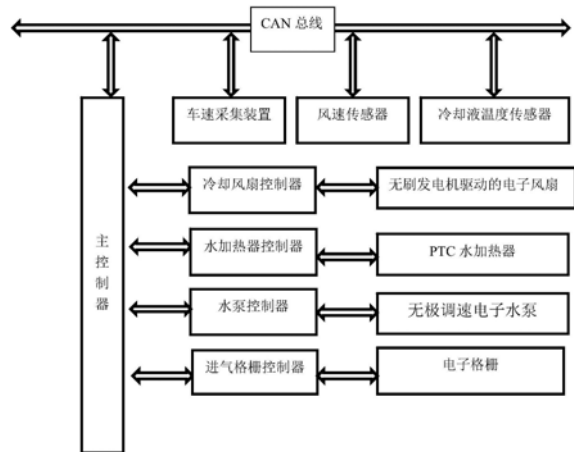 CAN 总线
车速采集装置
风速传感器
冷却液温度传感器
冷却风扇控制器
无刷发电机驱动的电子风扇
主控制器
水加热器控制器
PTC 水加热器
水泵控制器
无极调速电子水泵
进气格栅控制器
电子格栅